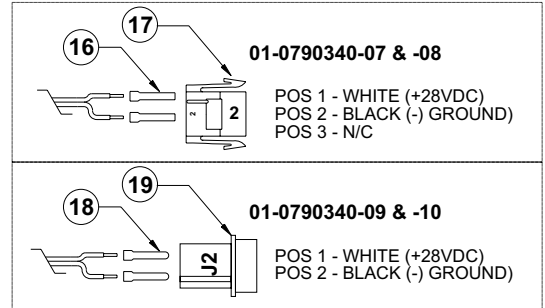 17
16
01-0790340-07 & -08
2
2
POS 1 - WHITE (+28VDC)
POS 2 - BLACK (-) GROUND)
POS 3 - N/C
19
18
01-0790340-09 & -10
J2
POS 1 - WHITE (+28VDC)
POS 2 - BLACK (-) GROUND)